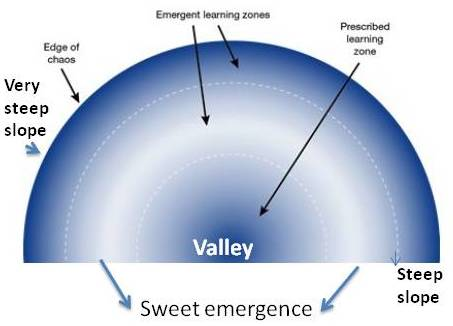 Emergent learning zones
Prescribed
learning
zone
Edge of
chaos
Very
steep
slope
Valley
Steep
slope
Sweet emergence